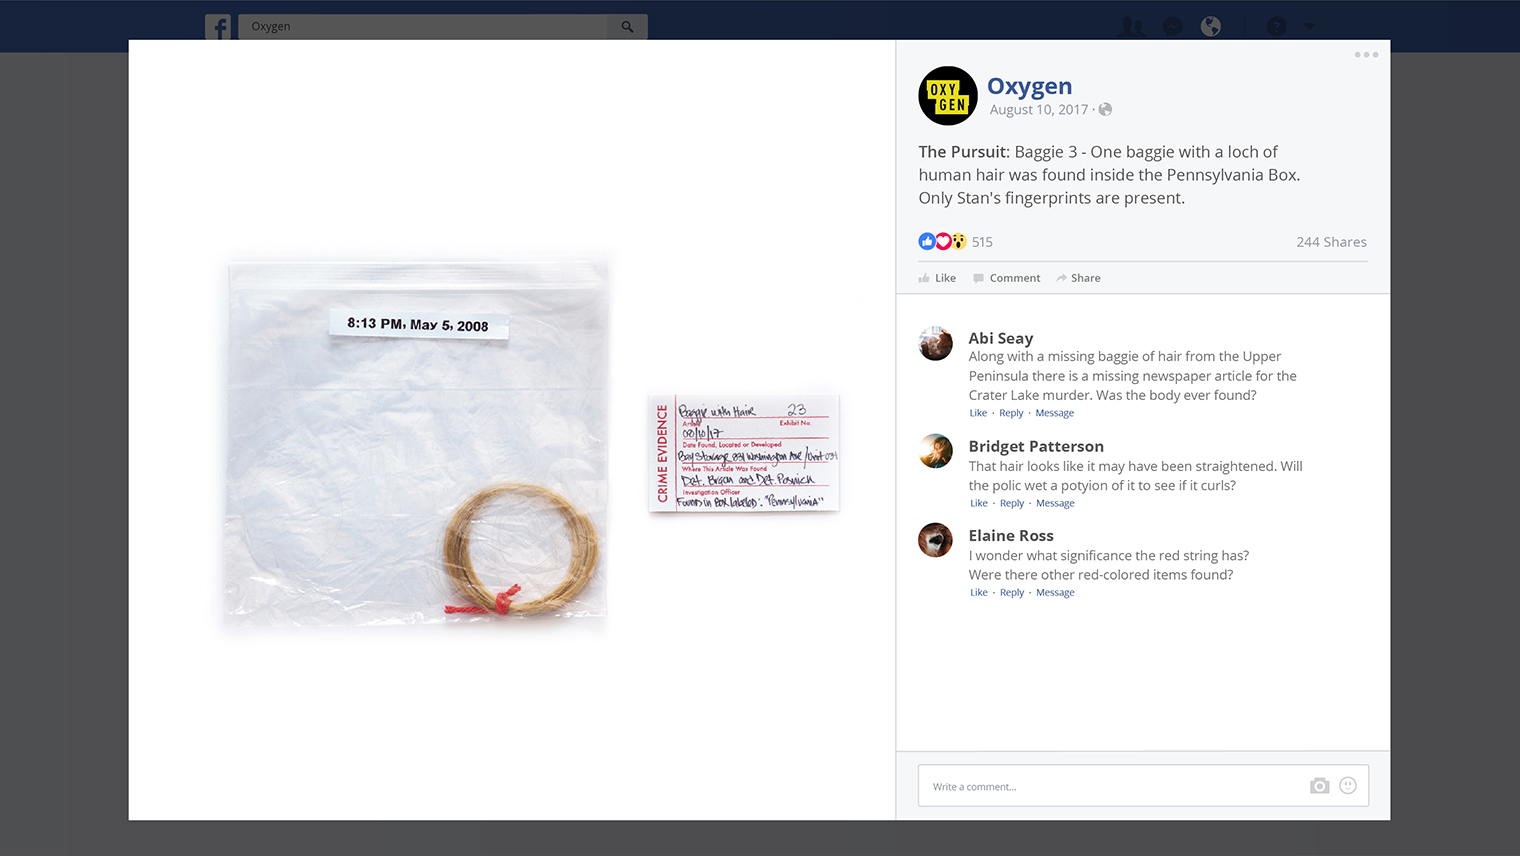 f
Oxygen
?
OXY
GEN
Oxygen
August 10, 2017 ·
The Pursuit: Baggie 3 - One baggie with a loch of
human hair was found inside the Pennsylvania Box.
Only Stan's fingerprints are present.
515
244 Shares
Like
Comment
Share
8:13 PM, May 5, 2008
CRIME EVIDENCE
Baggie with Hair 23
Article Exhibit No.
08/10/17
Date Found, Located or Developed
Bay Storage 831 Washington Ave / Unit 034
Where This Article Was Found
Det. and Det.
Investigation Officer
Found in Box labeled: "Pennsylvania"
Abi Seay
Along with a missing baggie of hair from the Upper
Peninsula there is a missing newspaper article for the
Crater Lake murder. Was the body ever found?
Like · Reply · Message
Bridget Patterson
That hair looks like it may have been straightened. Will
the polic wet a potyion of it to see if it curls?
Like · Reply · Message
Elaine Ross
I wonder what significance the red string has?
Were there other red-colored items found?
Like · Reply · Message
Write a comment...